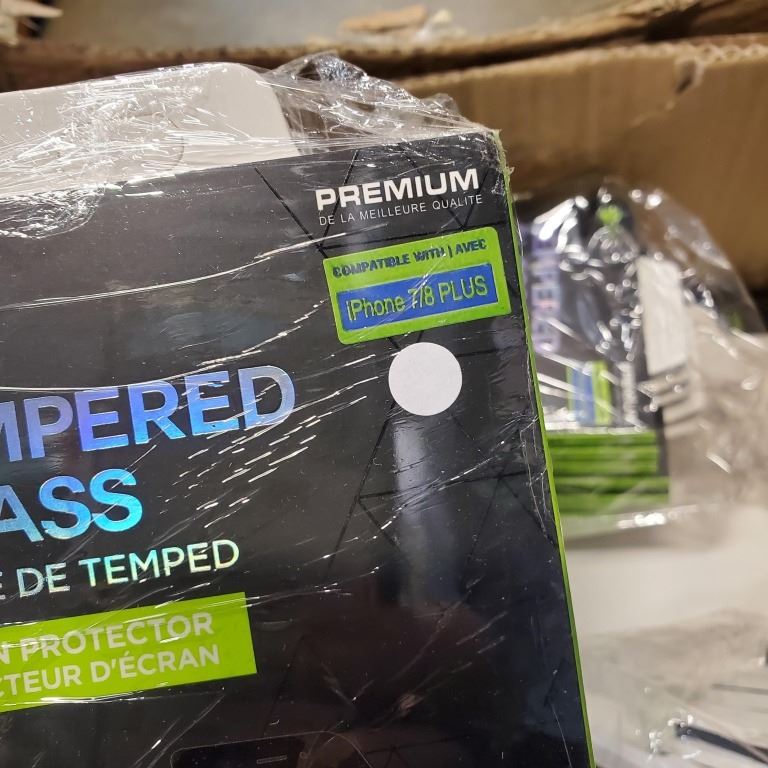 PREMIUM
DE LA MEILLEURE QUALITE
COMPATIBLE WITH | AVEC
iPhone 7/8 PLUS
MPERED
ASS
E DE TEMPED
N PROTECTOR
CTEUR D'ÉCRAN